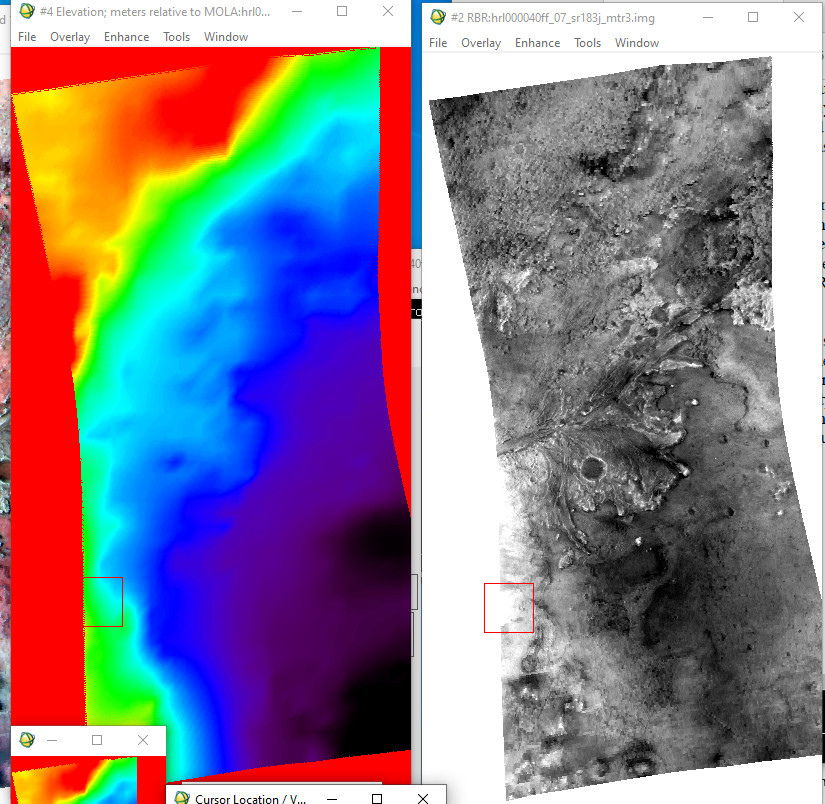 #4 Elevation; meters relative to MOLA:hrl0...
File Overlay Enhance Tools Window
#2 RBR:hrl000040ff_07_sr183j_mtr3.img
File Overlay Enhance Tools Window
Cursor Location / V...